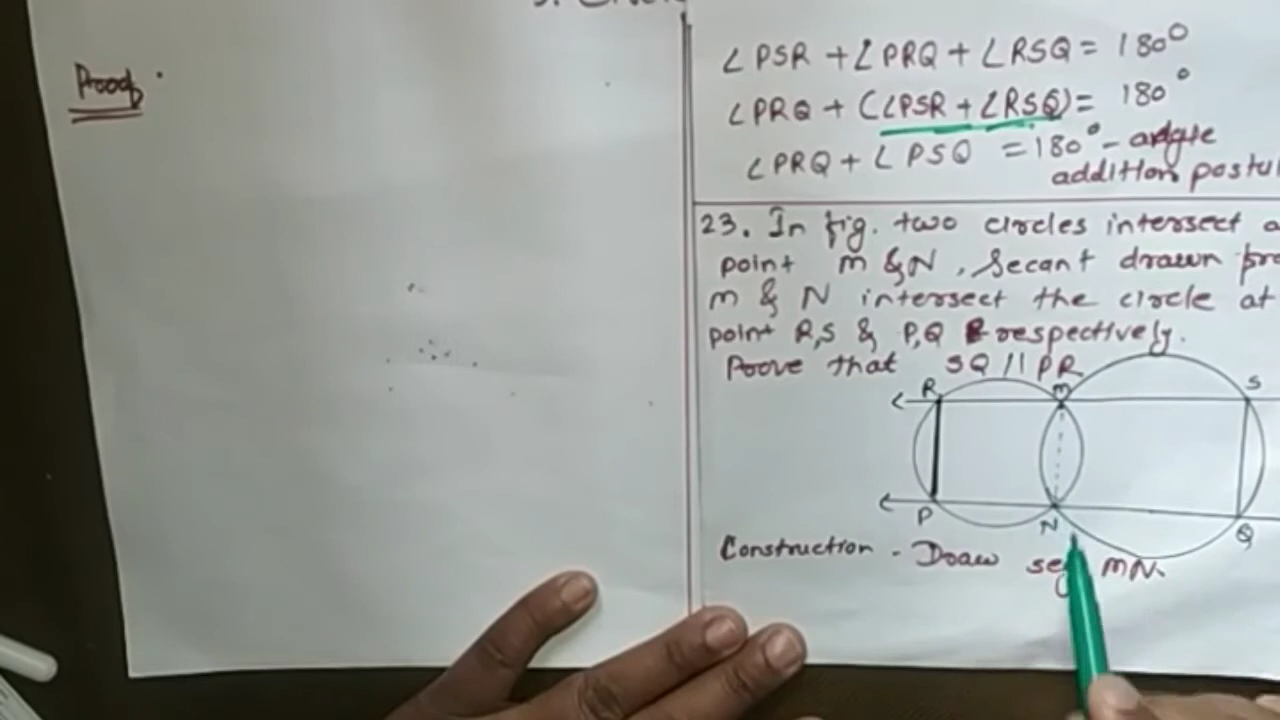 Proof.
∠PSR + ∠PRQ + ∠RSQ = 180°
∠PRQ + (∠PSR + ∠RSQ) = 180°
∠PRQ + ∠PSQ = 180° - angle
addition postul
23. In fig. two circles intersect a
point M & N, Secant drawn fro
M & N intersect the circle at
point R,S & P,Q respectively.
Prove that SQ // PR
R M S
P N Q
Construction - Draw seg MN.